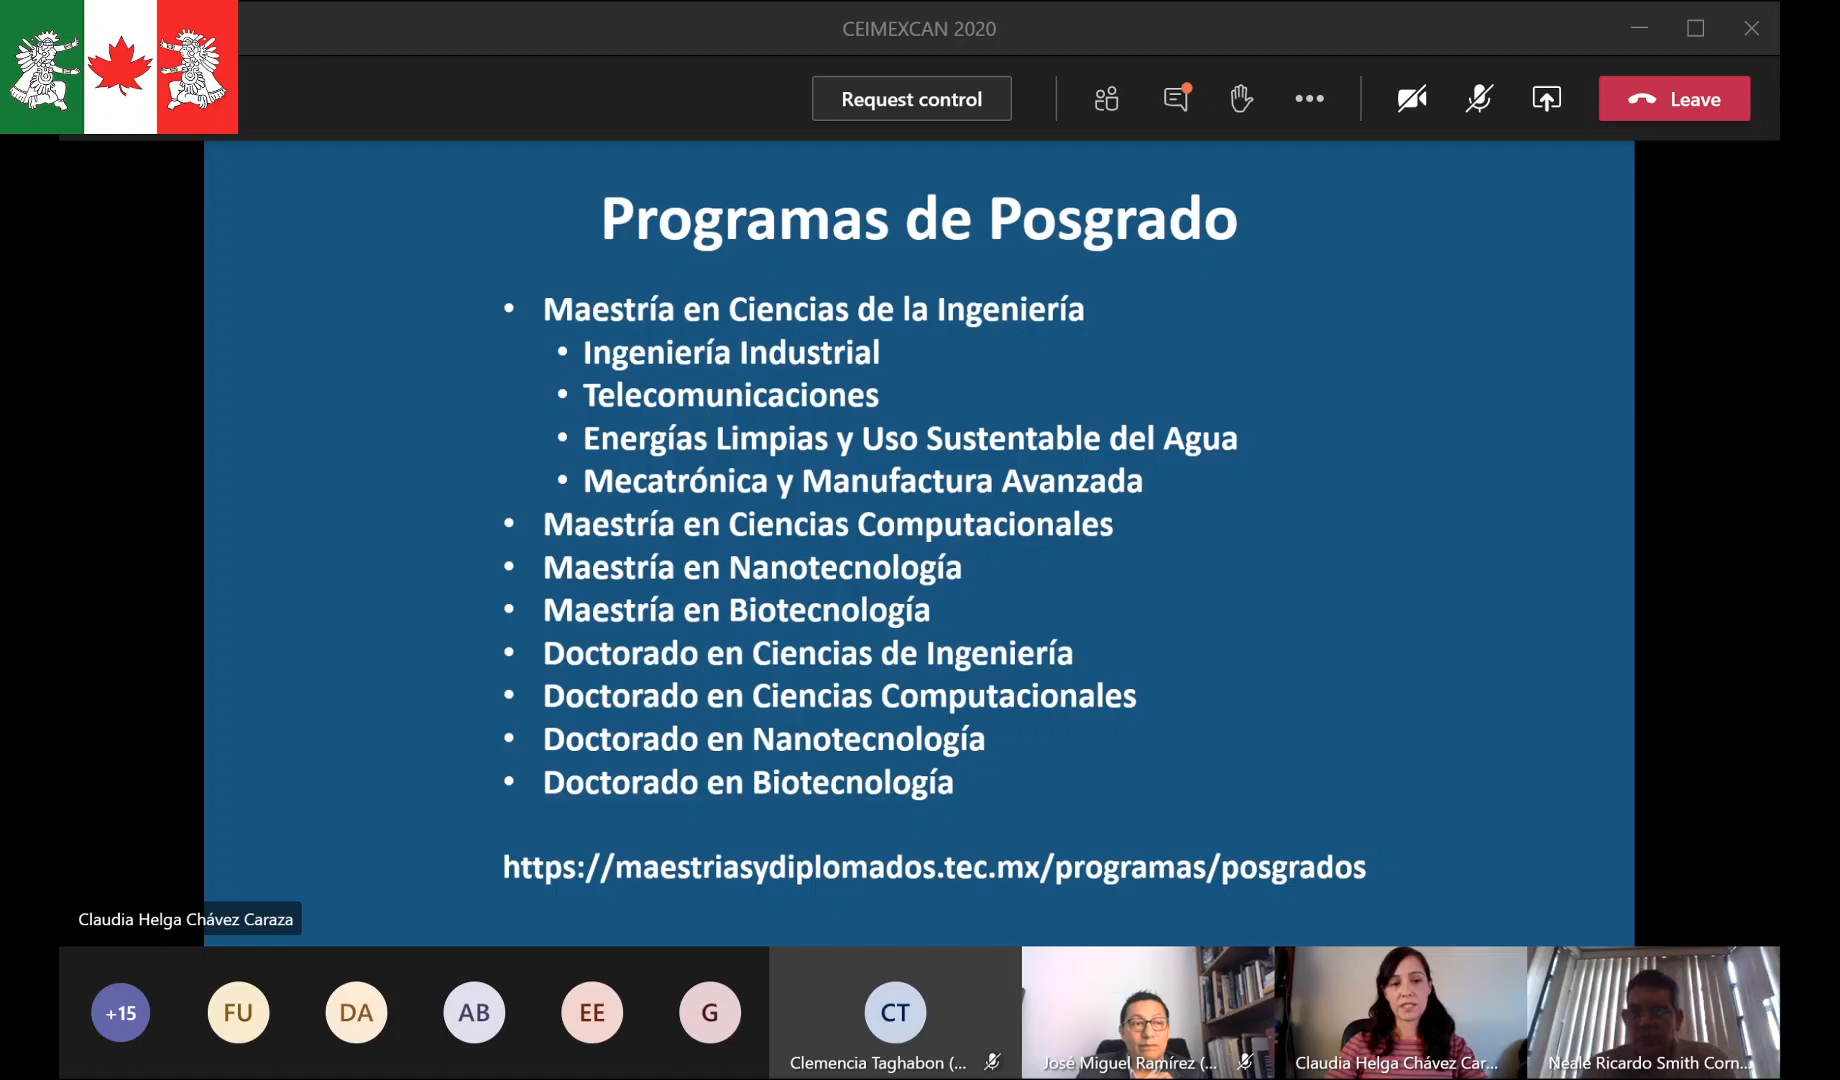 CEIMEXCAN 2020
Request control
Leave
Programas de Posgrado
• Maestría en Ciencias de la Ingeniería
• Ingeniería Industrial
• Telecomunicaciones
• Energías Limpias y Uso Sustentable del Agua
• Mecatrónica y Manufactura Avanzada
• Maestría en Ciencias Computacionales
• Maestría en Nanotecnología
• Maestría en Biotecnología
• Doctorado en Ciencias de Ingeniería
• Doctorado en Ciencias Computacionales
• Doctorado en Nanotecnología
• Doctorado en Biotecnología
https://maestriasydiplomados.tec.mx/programas/posgrados
Claudia Helga Chávez Caraza
+15
FU
DA
AB
EE
G
CT
Clemencia Taghabon (...
José Miguel Ramírez (...
Claudia Helga Chávez Car...
Neale Ricardo Smith Corn...